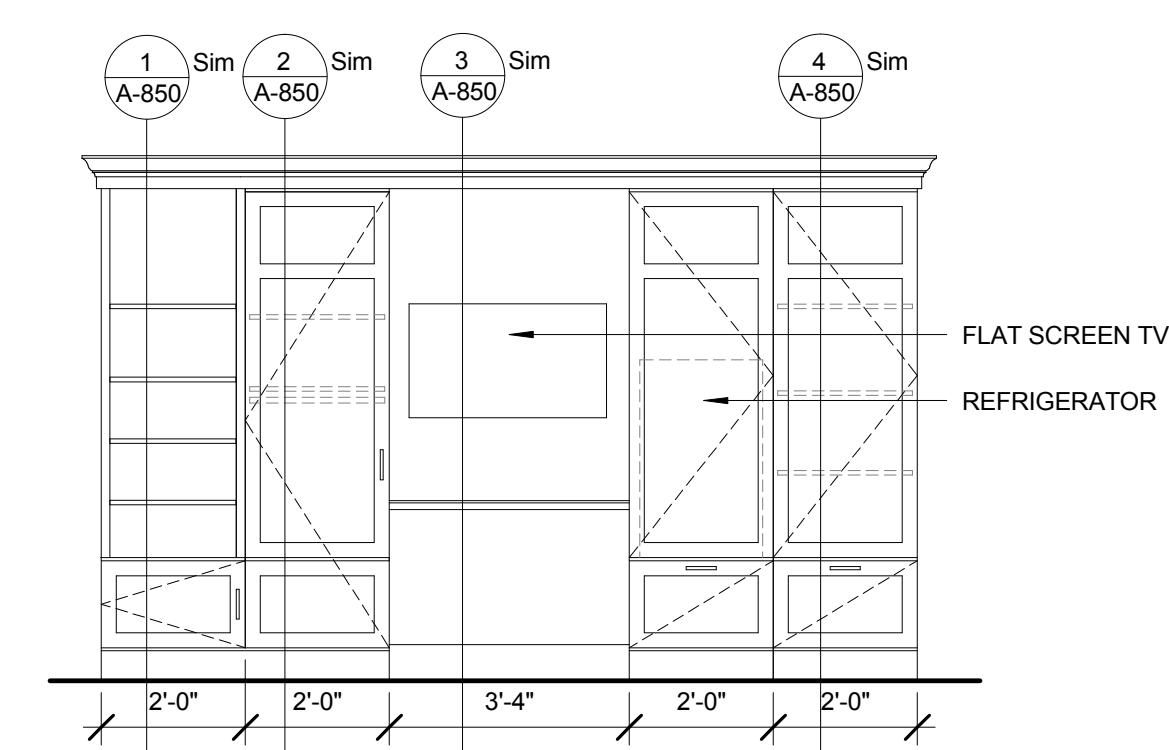 1 Sim
A-850
2 Sim
A-850
3 Sim
A-850
4 Sim
A-850
FLAT SCREEN TV
REFRIGERATOR
2'-0" 2'-0" 3'-4" 2'-0" 2'-0"